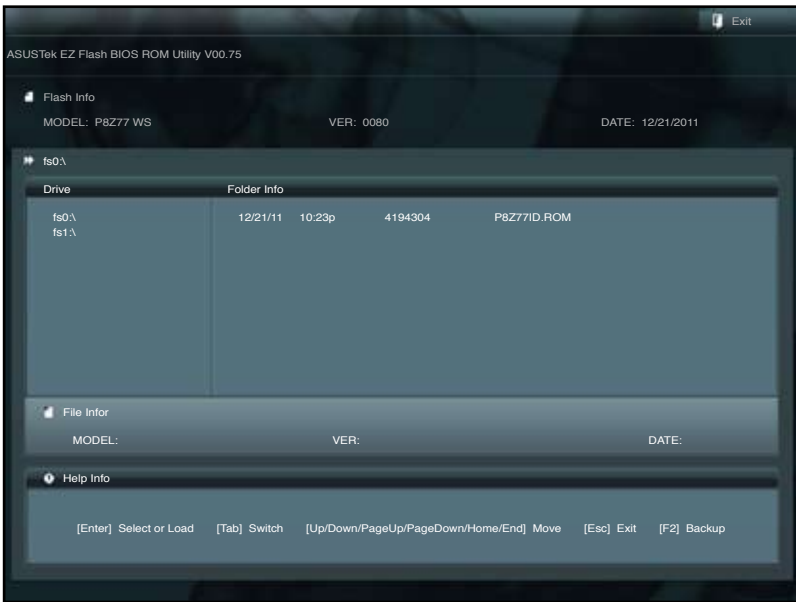 Exit
ASUSTek EZ Flash BIOS ROM Utility V00.75
Flash Info
MODEL: P8Z77 WS VER: 0080 DATE: 12/21/2011
fs0:\
Drive Folder Info
fs0:\ 12/21/11 10:23p 4194304 P8Z77ID.ROM
fs1:\
File Infor
MODEL: VER: DATE:
Help Info
[Enter] Select or Load [Tab] Switch [Up/Down/PageUp/PageDown/Home/End] Move [Esc] Exit [F2] Backup